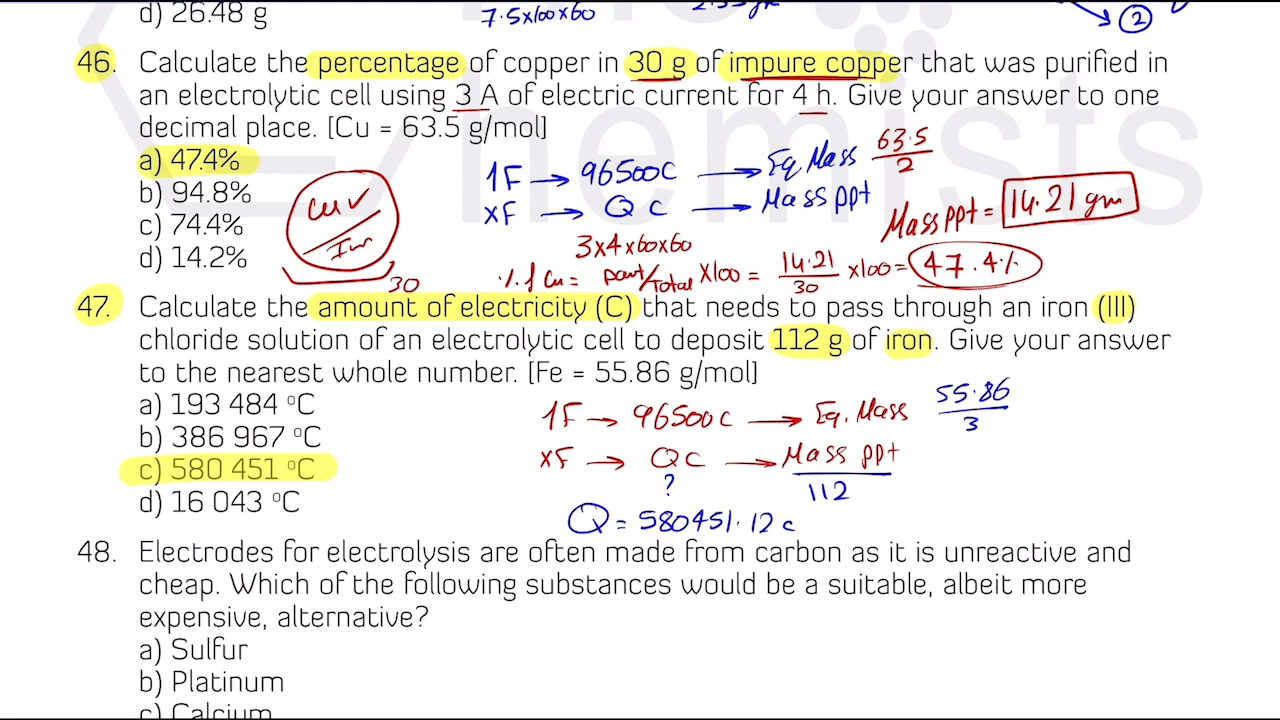 d) 26.48 g
7.5x100x60
2
46. Calculate the percentage of copper in 30 g of impure copper that was purified in
an electrolytic cell using 3 A of electric current for 4 h. Give your answer to one
decimal place. [Cu = 63.5 g/mol]
a) 47.4%
b) 94.8%
c) 74.4%
d) 14.2%
1F → 96500C → Eq. Mass 63.5/2
xF → Q C → Mass ppt
3x4x60x60
Mass ppt = 14.21 gm
Cu ✓
Im
30
% of Cu = part/Total x100 = 14.21/30 x100 = 47.4%
47. Calculate the amount of electricity (C) that needs to pass through an iron (III)
chloride solution of an electrolytic cell to deposit 112 g of iron. Give your answer
to the nearest whole number. [Fe = 55.86 g/mol]
a) 193 484 ºC
b) 386 967 ºC
c) 580 451 ºC
d) 16 043 ºC
1F → 96500C → Eq. Mass 55.86/3
xF → Q C → Mass ppt
? 112
Q = 580451.12 c
48. Electrodes for electrolysis are often made from carbon as it is unreactive and
cheap. Which of the following substances would be a suitable, albeit more
expensive, alternative?
a) Sulfur
b) Platinum
c) Calcium
hemists